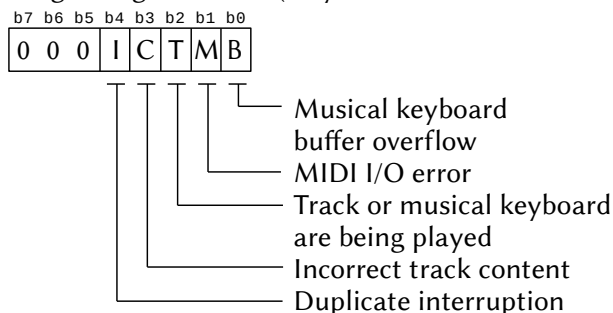 b7 b6 b5 b4 b3 b2 b1 b0
0 0 0 I C T M B
Musical keyboard
buffer overflow
MIDI I/O error
Track or musical keyboard
are being played
Incorrect track content
Duplicate interruption